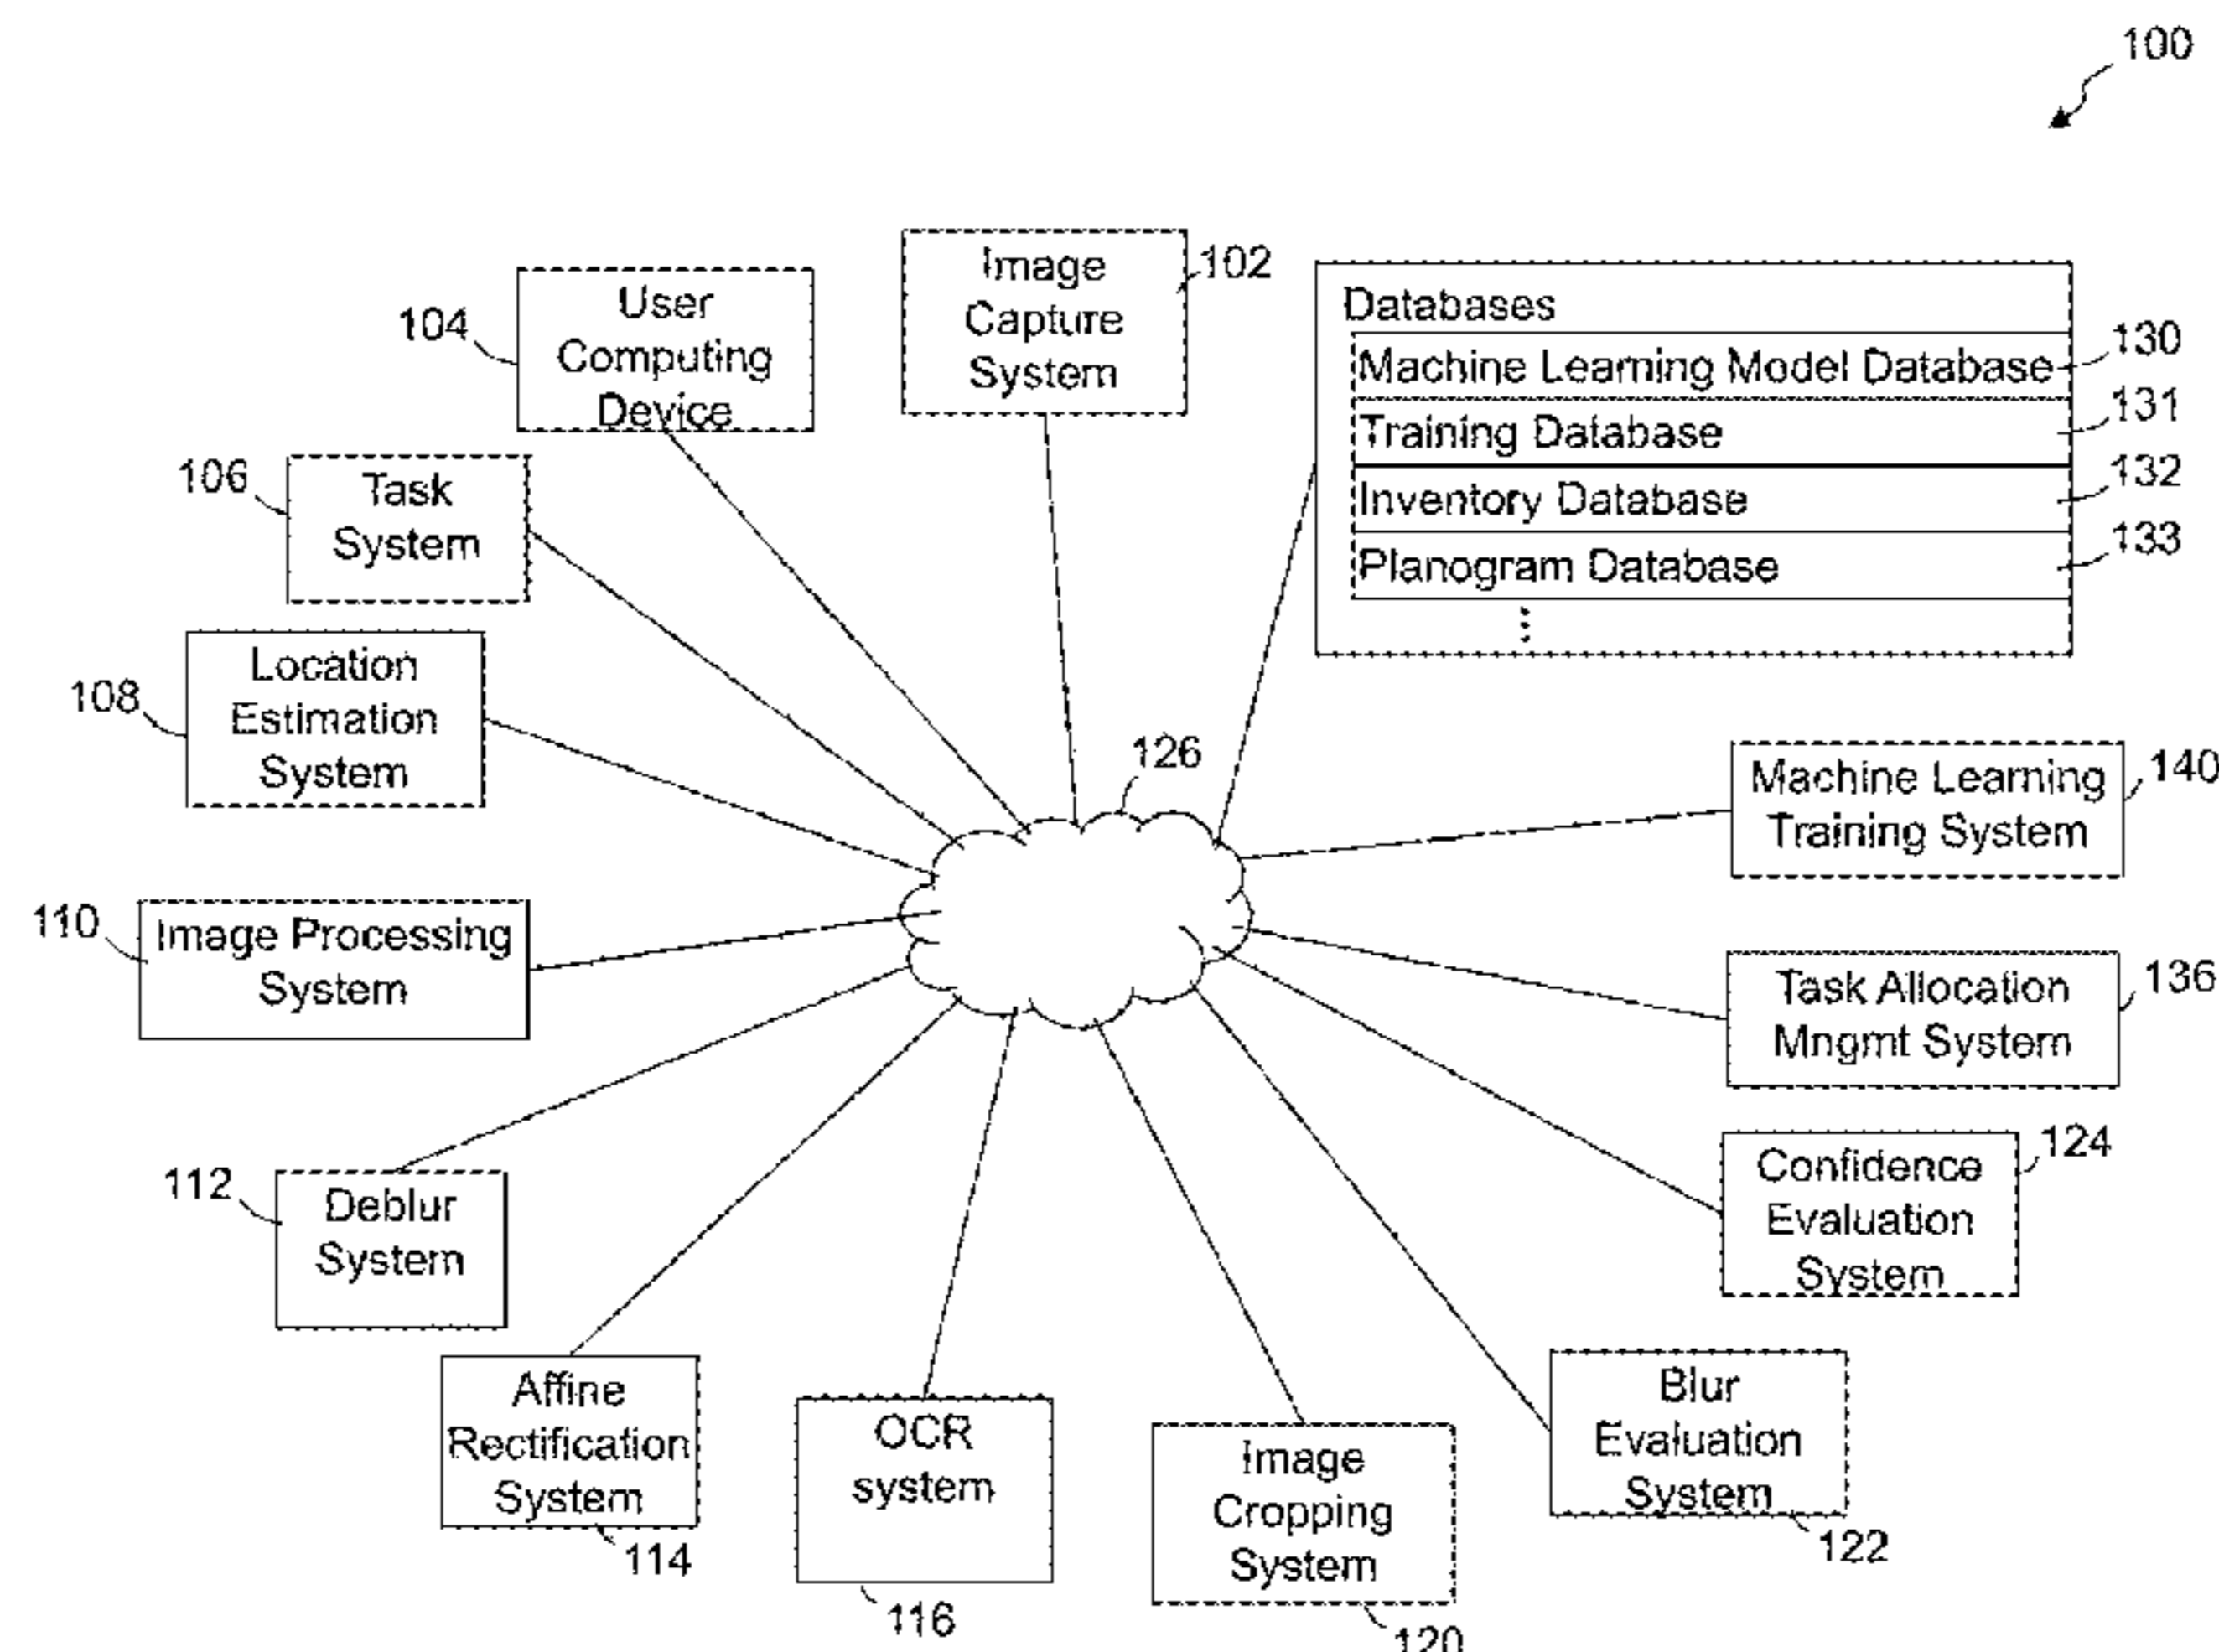 100
Image
Capture
System
102
User
Computing
Device
104
Databases
Machine Learning Model Database
130
Training Database
131
Inventory Database
132
Planogram Database
133
⋮
Task
System
106
Location
Estimation
System
108
126
Machine Learning
Training System
140
Image Processing
System
110
Task Allocation
Mngmt System
136
Deblur
System
112
Confidence
Evaluation
System
124
Affine
Rectification
System
114
OCR
system
116
Image
Cropping
System
120
Blur
Evaluation
System
122